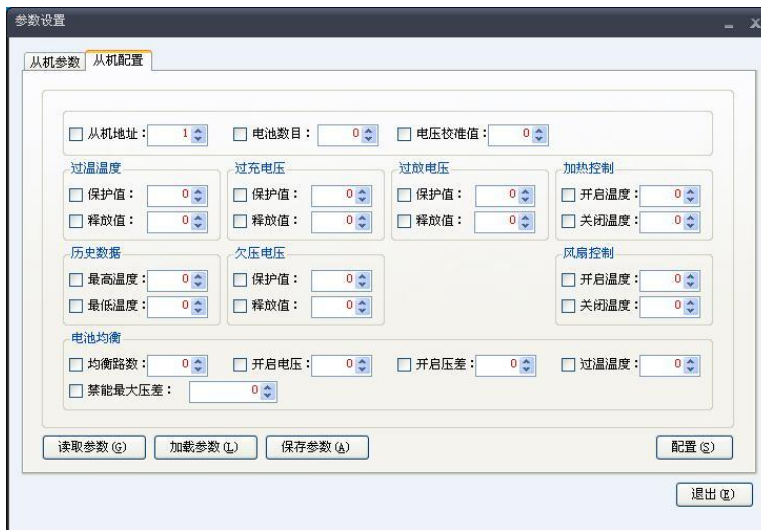 参数设置
从机参数 从机配置
从机地址： 1 电池数目： 0 电压校准值： 0
过温温度 过充电压 过放电压 加热控制
保护值： 0 保护值： 0 保护值： 0 开启温度： 0
释放值： 0 释放值： 0 释放值： 0 关闭温度： 0
历史数据 欠压电压 风扇控制
最高温度： 0 保护值： 0 开启温度： 0
最低温度： 0 释放值： 0 关闭温度： 0
电池均衡
均衡路数： 0 开启电压： 0 开启压差： 0 过温温度： 0
禁能最大压差： 0
读取参数(G) 加载参数(L) 保存参数(A) 配置(S)
退出(E)